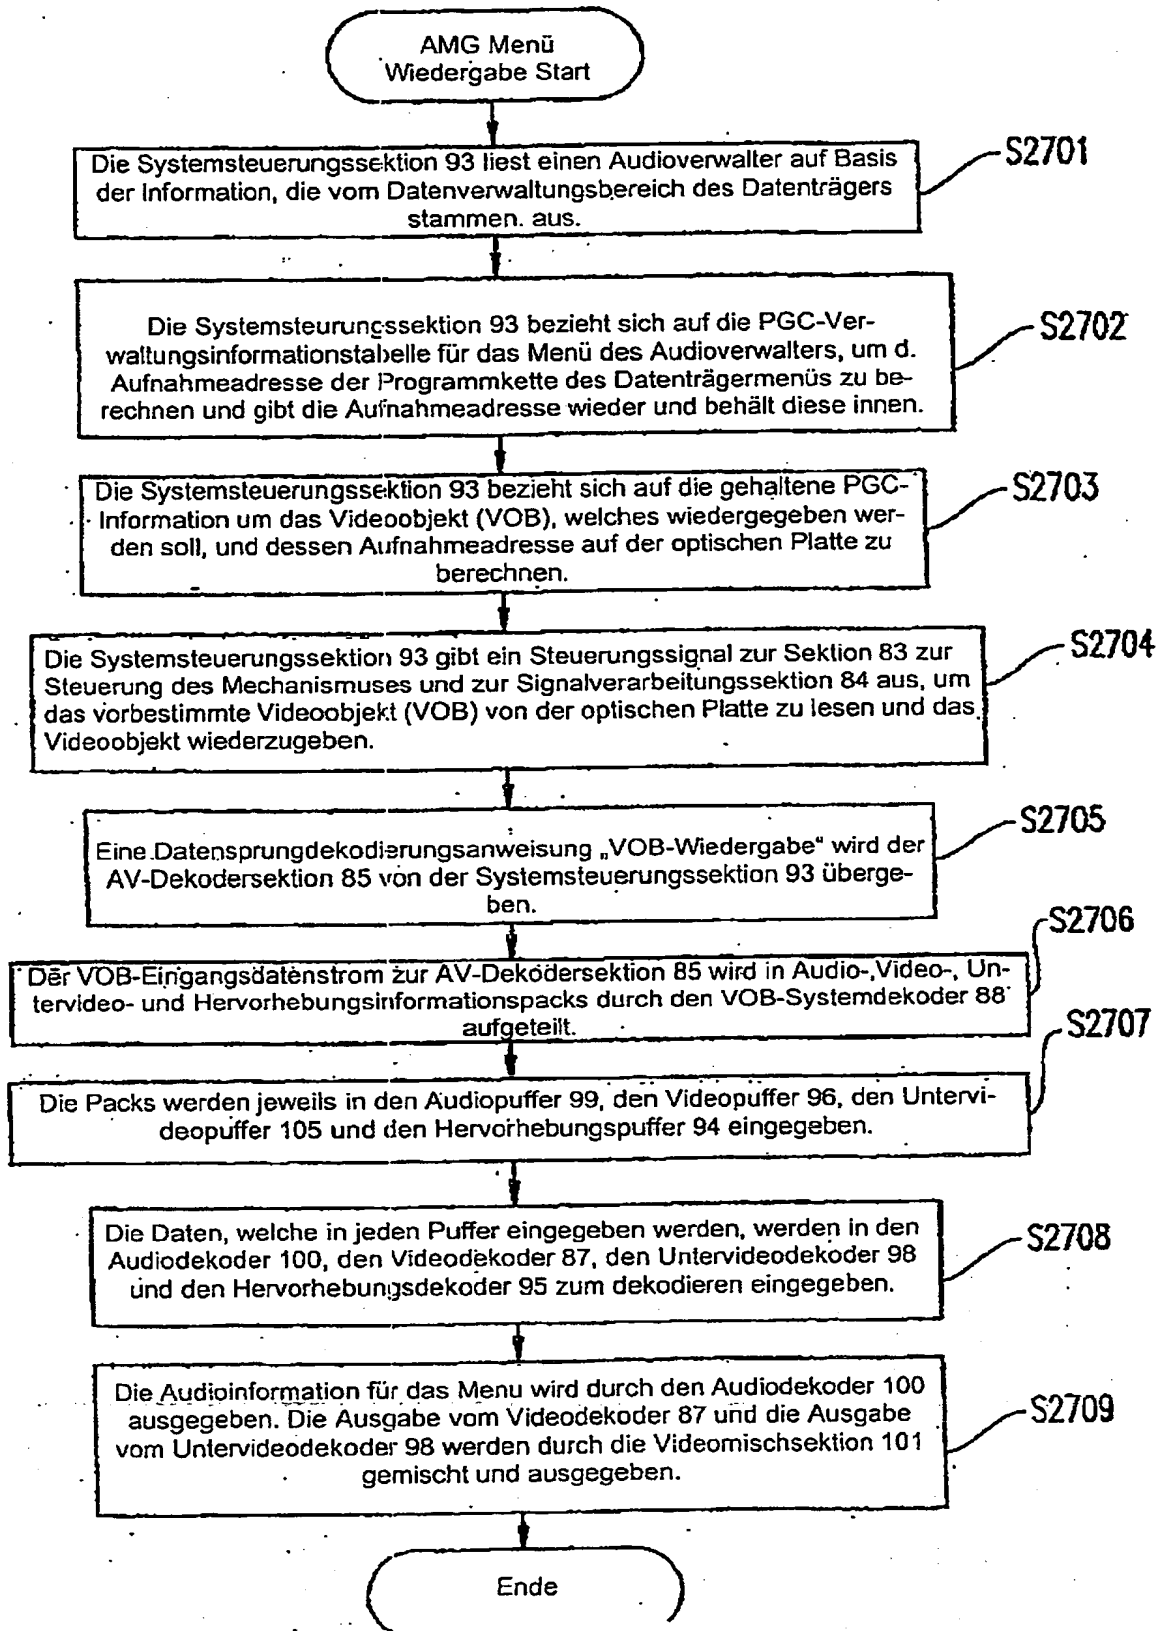 AMG Menü
Wiedergabe Start
Die Systemsteuerungssektion 93 liest einen Audioverwalter auf Basis
der Information, die vom Datenverwaltungsbereich des Datenträgers
stammen. aus.
S2701
Die Systemsteurungssektion 93 bezieht sich auf die PGC-Ver-
waltungsinformationstabelle für das Menü des Audioverwalters, um d.
Aufnahmeadresse der Programmkette des Datenträgermenüs zu be-
rechnen und gibt die Aufnahmeadresse wieder und behält diese innen.
S2702
Die Systemsteuerungssektion 93 bezieht sich auf die gehaltene PGC-
Information um das Videoobjekt (VOB), welches wiedergegeben wer-
den soll, und dessen Aufnahmeadresse auf der optischen Platte zu
berechnen.
S2703
Die Systemsteuerungssektion 93 gibt ein Steuerungssignal zur Sektion 83 zur
Steuerung des Mechanismuses und zur Signalverarbeitungssektion 84 aus, um
das vorbestimmte Videoobjekt (VOB) von der optischen Platte zu lesen und das
Videoobjekt wiederzugeben.
S2704
Eine Datensprungdekodierungsanweisung „VOB-Wiedergabe“ wird der
AV-Dekodersektion 85 von der Systemsteuerungssektion 93 überge-
ben.
S2705
Der VOB-Eingangsdatenstrom zur AV-Dekodersektion 85 wird in Audio-,Video-, Un-
tervideo- und Hervorhebungsinformationspacks durch den VOB-Systemdekoder 88
aufgeteilt.
S2706
Die Packs werden jeweils in den Audiopuffer 99, den Videopuffer 96, den Untervi-
deopuffer 105 und den Hervorhebungspuffer 94 eingegeben.
S2707
Die Daten, welche in jeden Puffer eingegeben werden, werden in den
Audiodekoder 100, den Videodekoder 87, den Untervideodekoder 98
und den Hervorhebungsdekoder 95 zum dekodieren eingegeben.
S2708
Die Audioinformation für das Menu wird durch den Audiodekoder 100
ausgegeben. Die Ausgabe vom Videodekoder 87 und die Ausgabe
vom Untervideodekoder 98 werden durch die Videomischsektion 101
gemischt und ausgegeben.
S2709
Ende